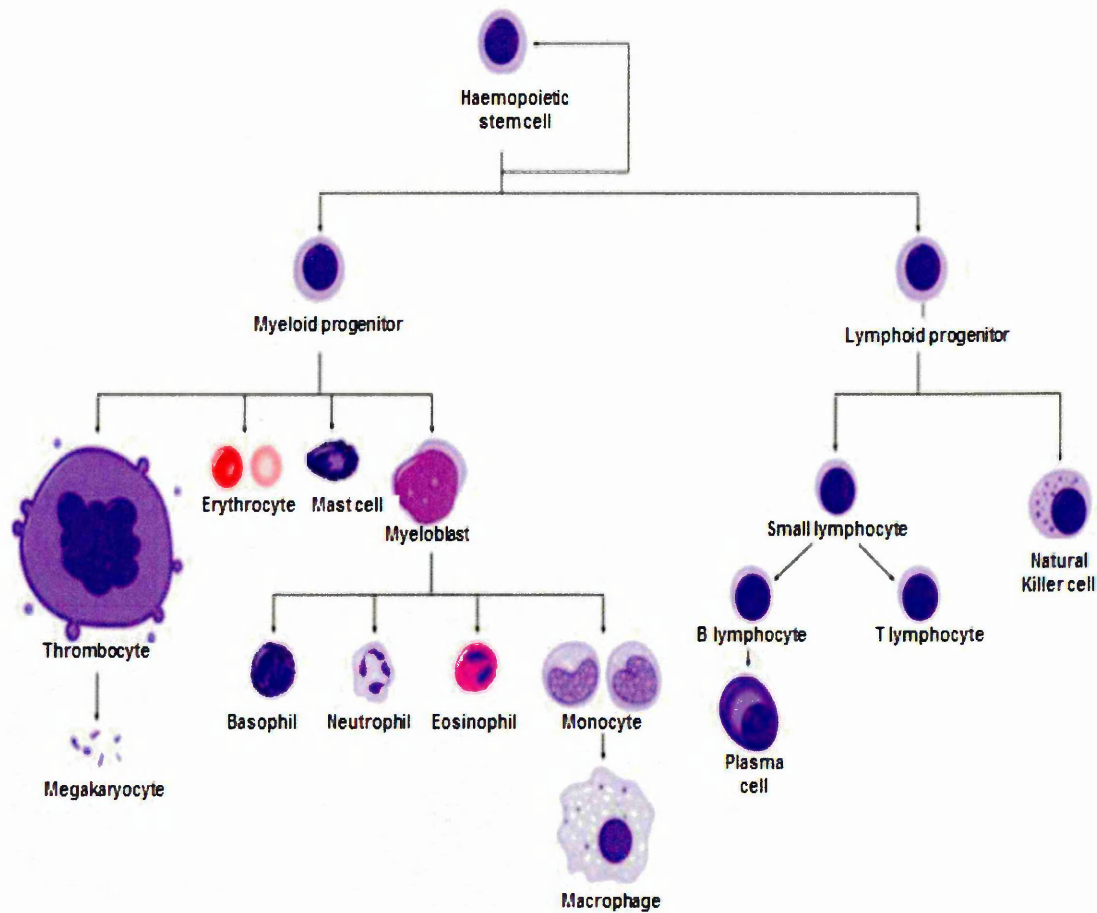 Haemopoietic
stem cell
Myeloid progenitor
Lymphoid progenitor
Erythrocyte
Mast cell
Myeloblast
Small lymphocyte
Natural
Killer cell
Thrombocyte
B lymphocyte
T lymphocyte
Basophil
Neutrophil
Eosinophil
Monocyte
Plasma
cell
Megakaryocyte
Macrophage